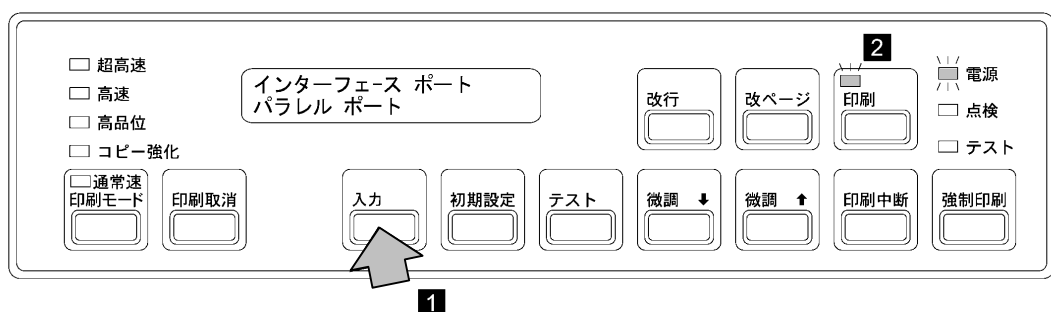 超高速
高速
高品位
コピー強化
通常速
印刷モード
印刷取消
インターフェース ポート
パラレル ポート
改行
改ページ
2
印刷
電源
点検
テスト
入力
初期設定
テスト
微調 ⬇
微調 ⬆
印刷中断
強制印刷
1